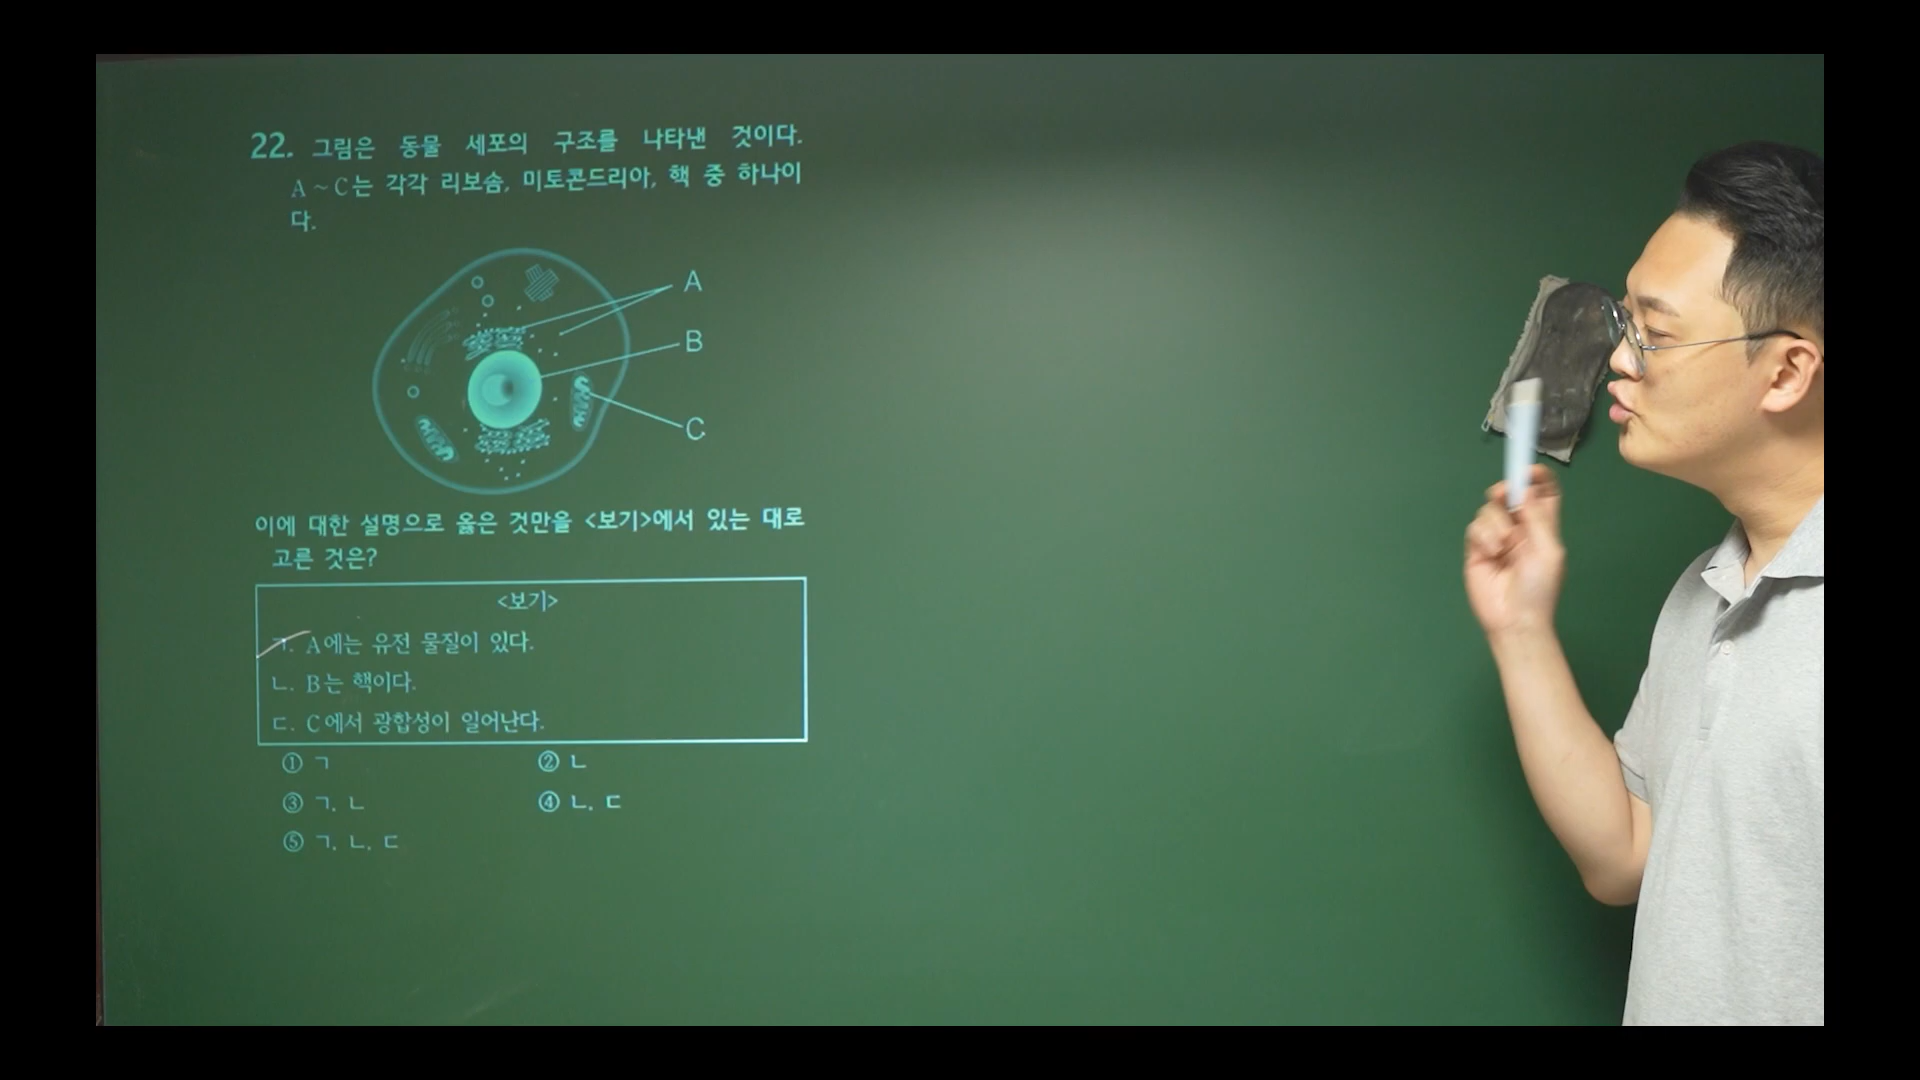 22. 그림은 동물 세포의 구조를 나타낸 것이다.
A ~ C는 각각 리보솜, 미토콘드리아, 핵 중 하나이
다.
A
B
C
이에 대한 설명으로 옳은 것만을 <보기>에서 있는 대로
고른 것은?
<보기>
ㄱ. A에는 유전 물질이 있다.
ㄴ. B는 핵이다.
ㄷ. C에서 광합성이 일어난다.
① ㄱ ② ㄴ
③ ㄱ, ㄴ ④ ㄴ, ㄷ
⑤ ㄱ, ㄴ, ㄷ